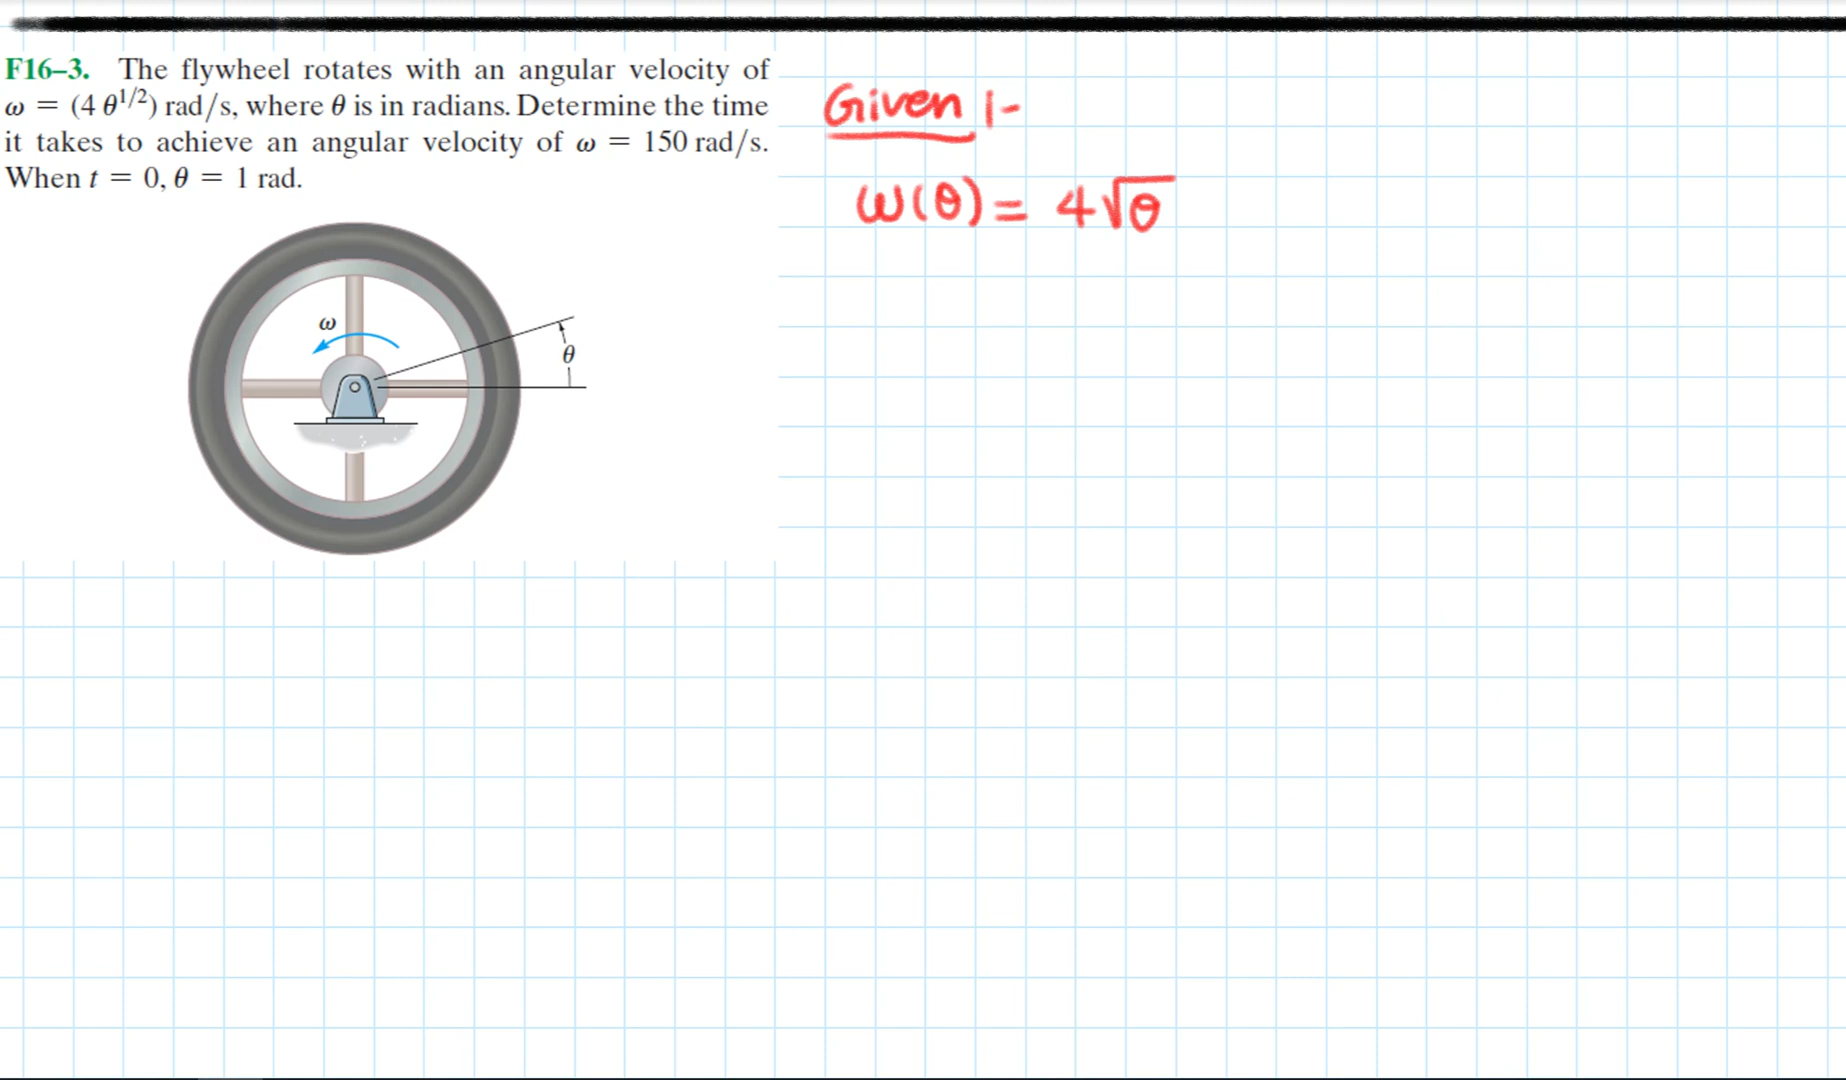 F16–3. The flywheel rotates with an angular velocity of
ω = (4 θ^1/2) rad/s, where θ is in radians. Determine the time
it takes to achieve an angular velocity of ω = 150 rad/s.
When t = 0, θ = 1 rad.
Given :-
ω(θ) = 4√θ
ω
θ